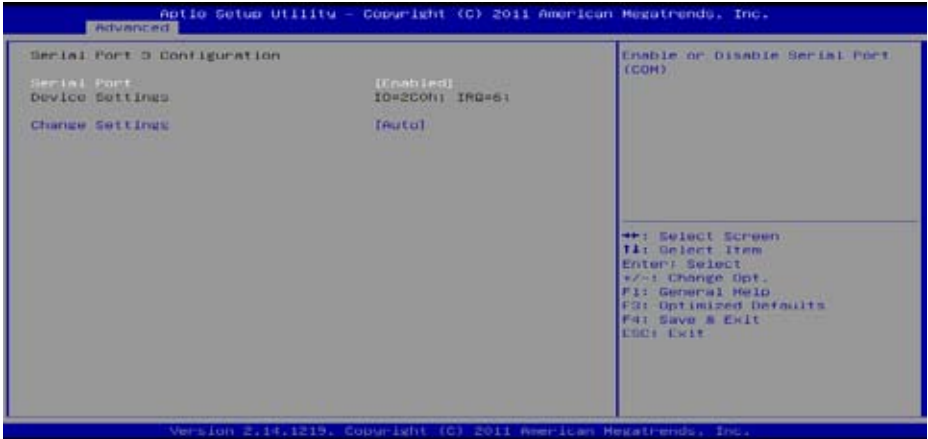 Aptio Setup Utility – Copyright (C) 2011 American Megatrends, Inc.
Advanced
Serial Port 3 Configuration
Serial Port [Enabled]
Device Settings IO=2C0h; IRQ=6;
Change Settings [Auto]
Enable or Disable Serial Port
(COM)
→←: Select Screen
↑↓: Select Item
Enter: Select
+/-: Change Opt.
F1: General Help
F3: Optimized Defaults
F4: Save & Exit
ESC: Exit
Version 2.14.1219. Copyright (C) 2011 American Megatrends, Inc.